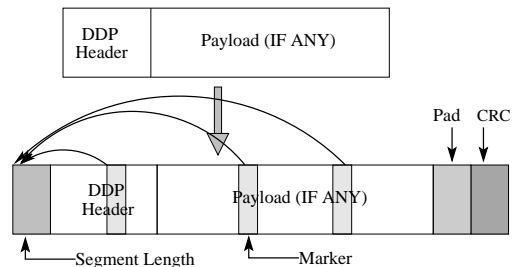 DDP
Header
Payload (IF ANY)
Pad
CRC
DDP
Header
Payload (IF ANY)
Segment Length
Marker